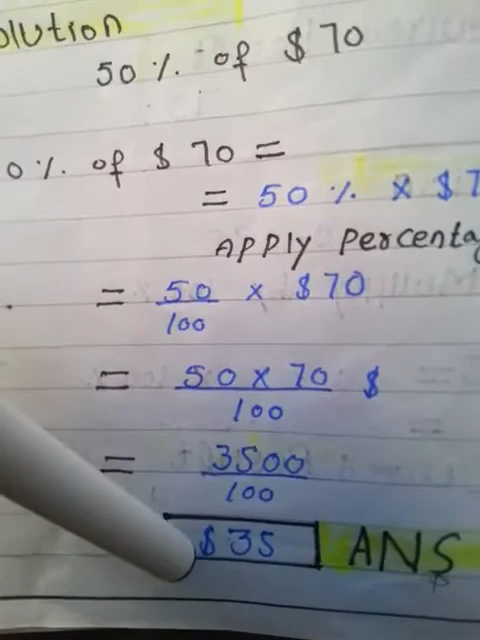 olution
50 % of $ 70
0 % of $ 70 =
= 50 % x $ 7
APPLY Percenta
= 50/100 x $ 70
= 50 x 70/100 $
= 3500/100
$ 35 ANS